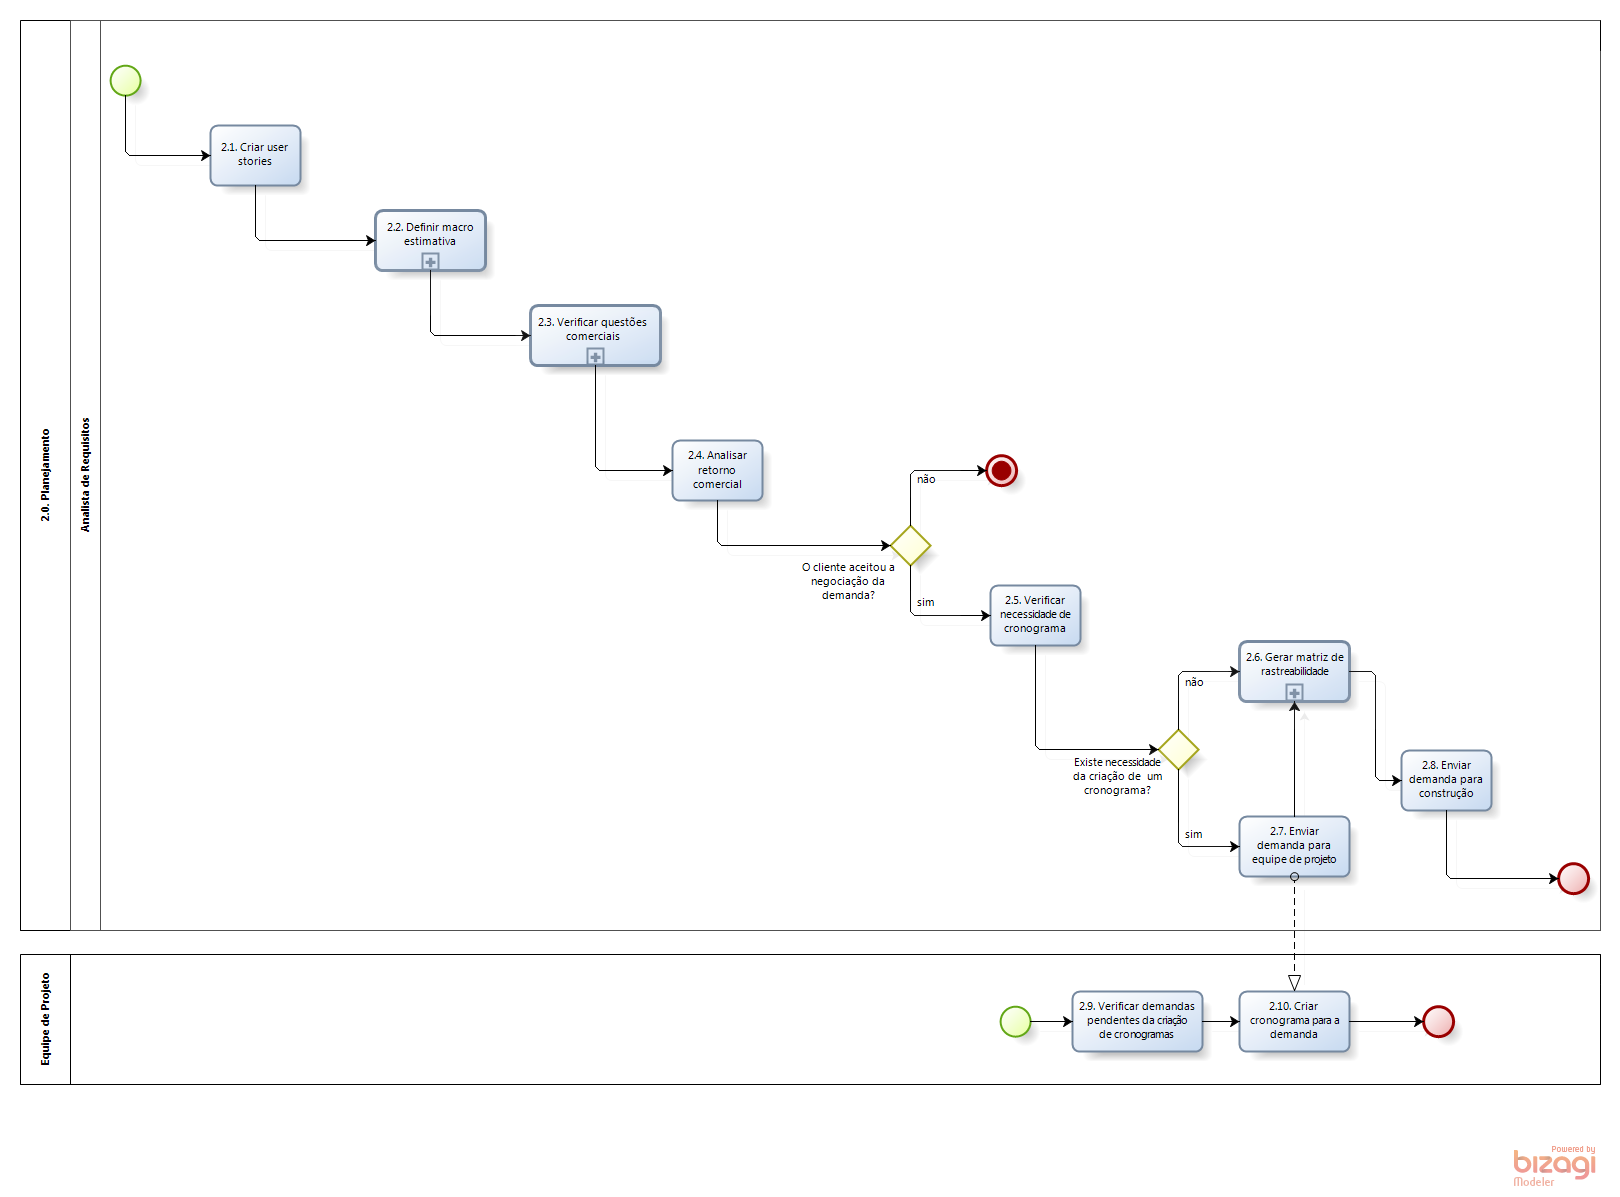 2.0. Planejamento
Analista de Requisitos
2.1. Criar user
stories
2.2. Definir macro
estimativa
2.3. Verificar questões
comerciais
2.4. Analisar
retorno
comercial
não
O cliente aceitou a
negociação da
demanda?
sim
2.5. Verificar
necessidade de
cronograma
2.6. Gerar matriz de
rastreabilidade
não
Existe necessidade
da criação de um
cronograma?
sim
2.7. Enviar
demanda para
equipe de projeto
2.8. Enviar
demanda para
construção
Equipe de Projeto
2.9. Verificar demandas
pendentes da criação
de cronogramas
2.10. Criar
cronograma para a
demanda
Powered by
bizagi
Modeler